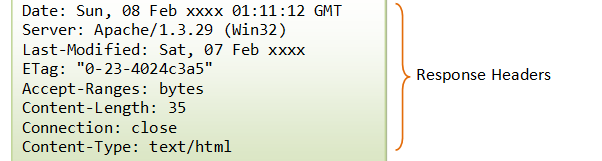 Date: Sun, 08 Feb xxxx 01:11:12 GMT
Server: Apache/1.3.29 (Win32)
Last-Modified: Sat, 07 Feb xxxx
ETag: "0-23-4024c3a5"
Accept-Ranges: bytes
Content-Length: 35
Connection: close
Content-Type: text/html
Response Headers